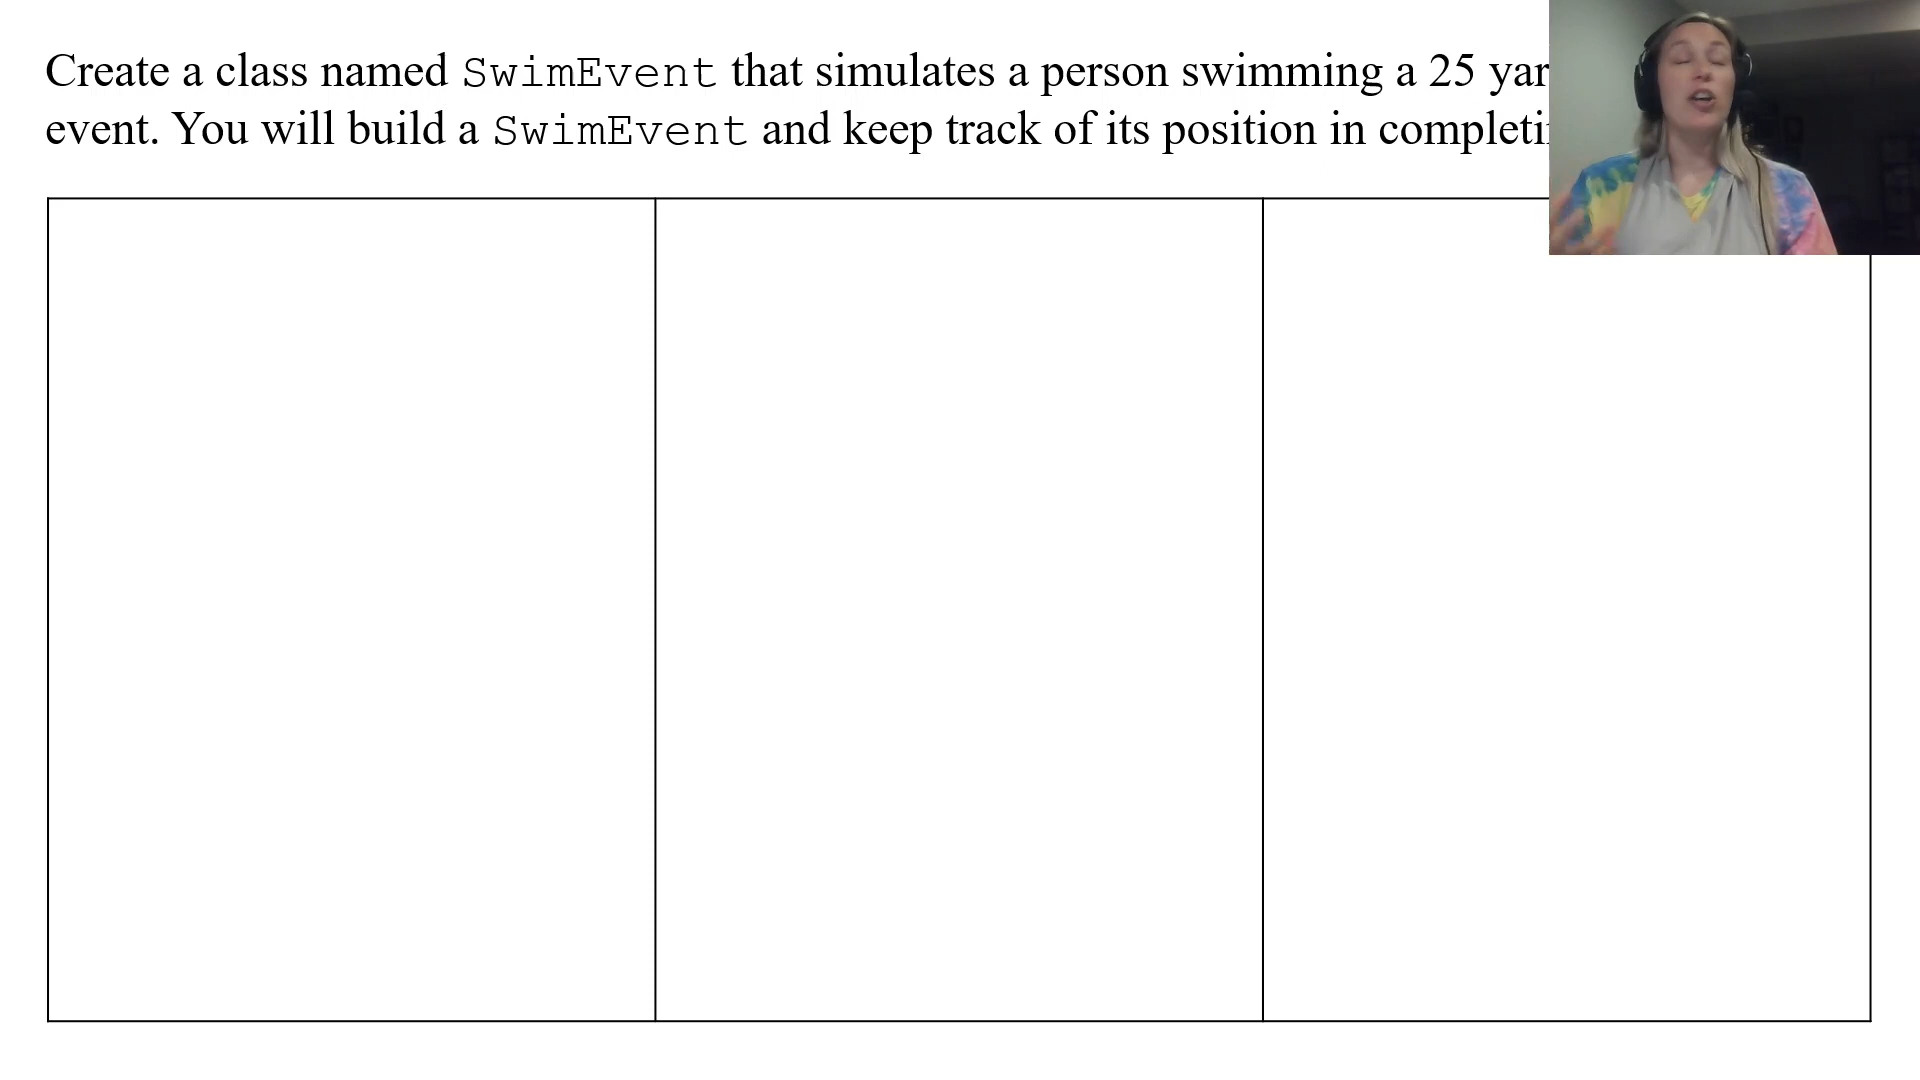 Create a class named SwimEvent that simulates a person swimming a 25
event. You will build a SwimEvent and keep track of its position in